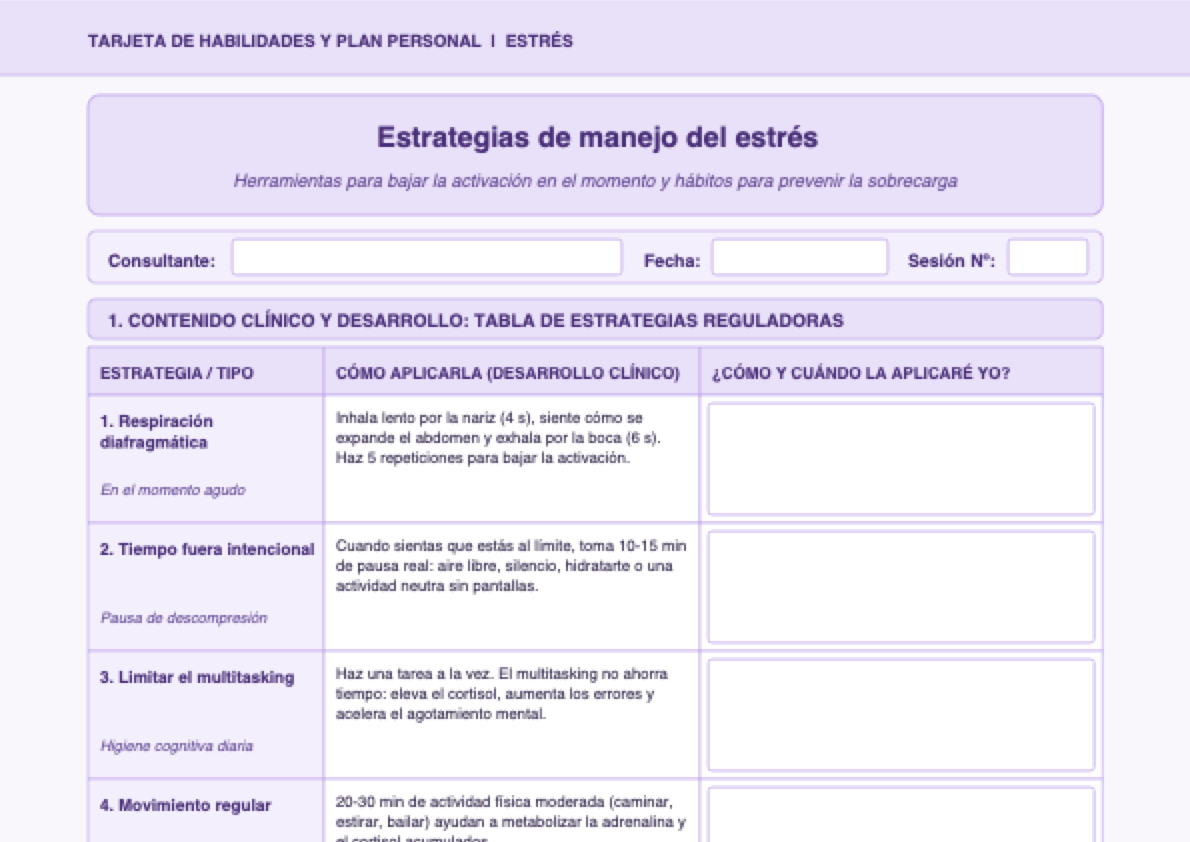 TARJETA DE HABILIDADES Y PLAN PERSONAL | ESTRÉS
Estrategias de manejo del estrés
Herramientas para bajar la activación en el momento y hábitos para prevenir la sobrecarga
Consultante: Fecha: Sesión Nº:
1. CONTENIDO CLÍNICO Y DESARROLLO: TABLA DE ESTRATEGIAS REGULADORAS
ESTRATEGIA / TIPO CÓMO APLICARLA (DESARROLLO CLÍNICO) ¿CÓMO Y CUÁNDO LA APLICARÉ YO?
1. Respiración
diafragmática
En el momento agudo
Inhala lento por la nariz (4 s), siente cómo se
expande el abdomen y exhala por la boca (6 s).
Haz 5 repeticiones para bajar la activación.
2. Tiempo fuera intencional
Pausa de descompresión
Cuando sientas que estás al límite, toma 10-15 min
de pausa real: aire libre, silencio, hidratarte o una
actividad neutra sin pantallas.
3. Limitar el multitasking
Higiene cognitiva diaria
Haz una tarea a la vez. El multitasking no ahorra
tiempo: eleva el cortisol, aumenta los errores y
acelera el agotamiento mental.
4. Movimiento regular
20-30 min de actividad física moderada (caminar,
estirar, bailar) ayudan a metabolizar la adrenalina y
el cortisol acumulados.